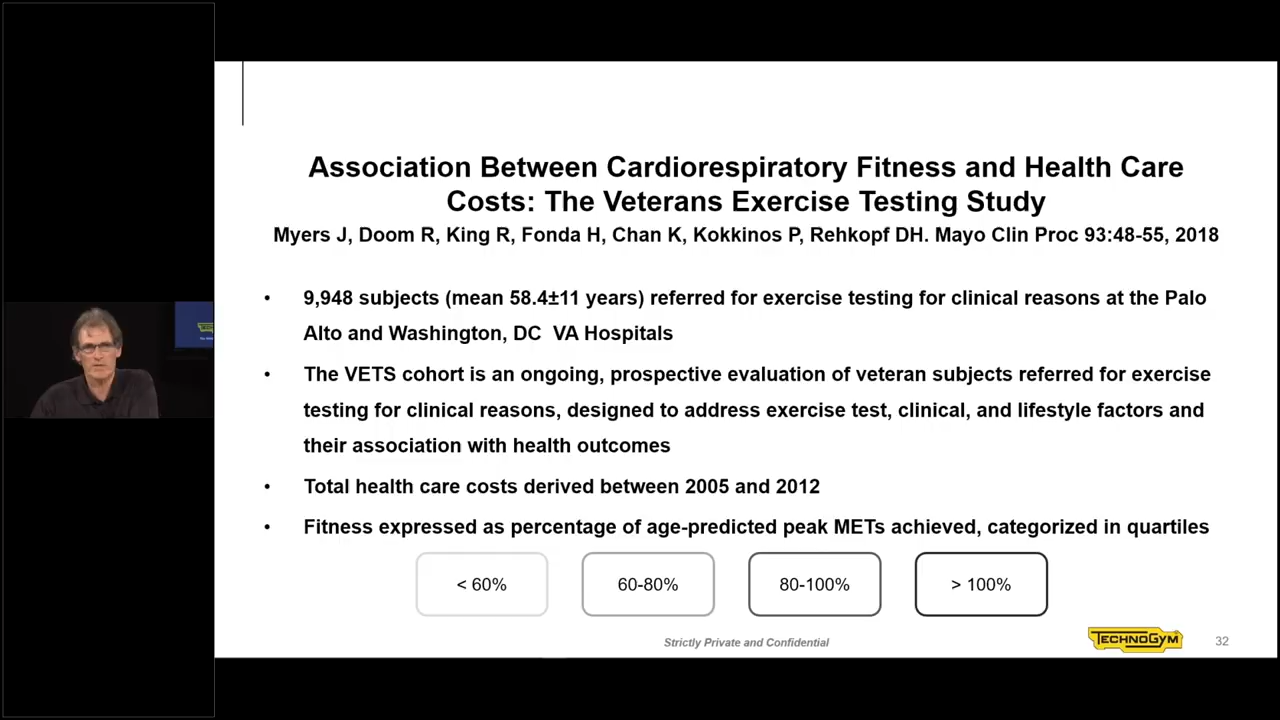 Association Between Cardiorespiratory Fitness and Health Care
Costs: The Veterans Exercise Testing Study
Myers J, Doom R, King R, Fonda H, Chan K, Kokkinos P, Rehkopf DH. Mayo Clin Proc 93:48-55, 2018
• 9,948 subjects (mean 58.4±11 years) referred for exercise testing for clinical reasons at the Palo
Alto and Washington, DC VA Hospitals
• The VETS cohort is an ongoing, prospective evaluation of veteran subjects referred for exercise
testing for clinical reasons, designed to address exercise test, clinical, and lifestyle factors and
their association with health outcomes
• Total health care costs derived between 2005 and 2012
• Fitness expressed as percentage of age-predicted peak METs achieved, categorized in quartiles
< 60%
60-80%
80-100%
> 100%
Strictly Private and Confidential
TECHNOGYM
32